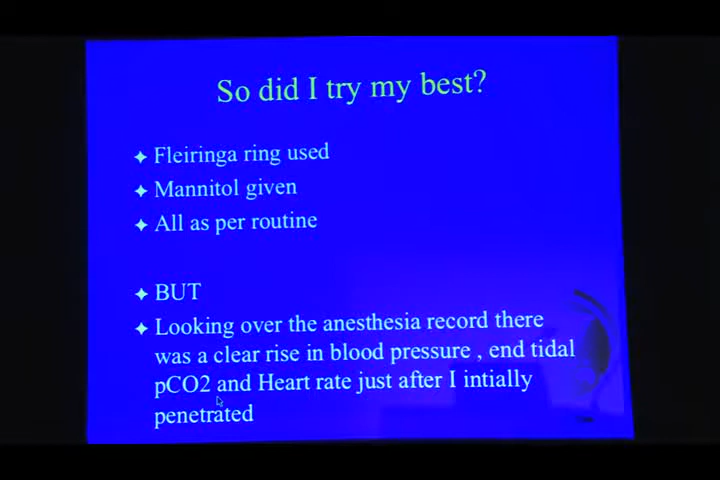 So did I try my best?
Fleiringa ring used
Mannitol given
All as per routine
BUT
Looking over the anesthesia record there
was a clear rise in blood pressure , end tidal
pCO2 and Heart rate just after I intially
penetrated